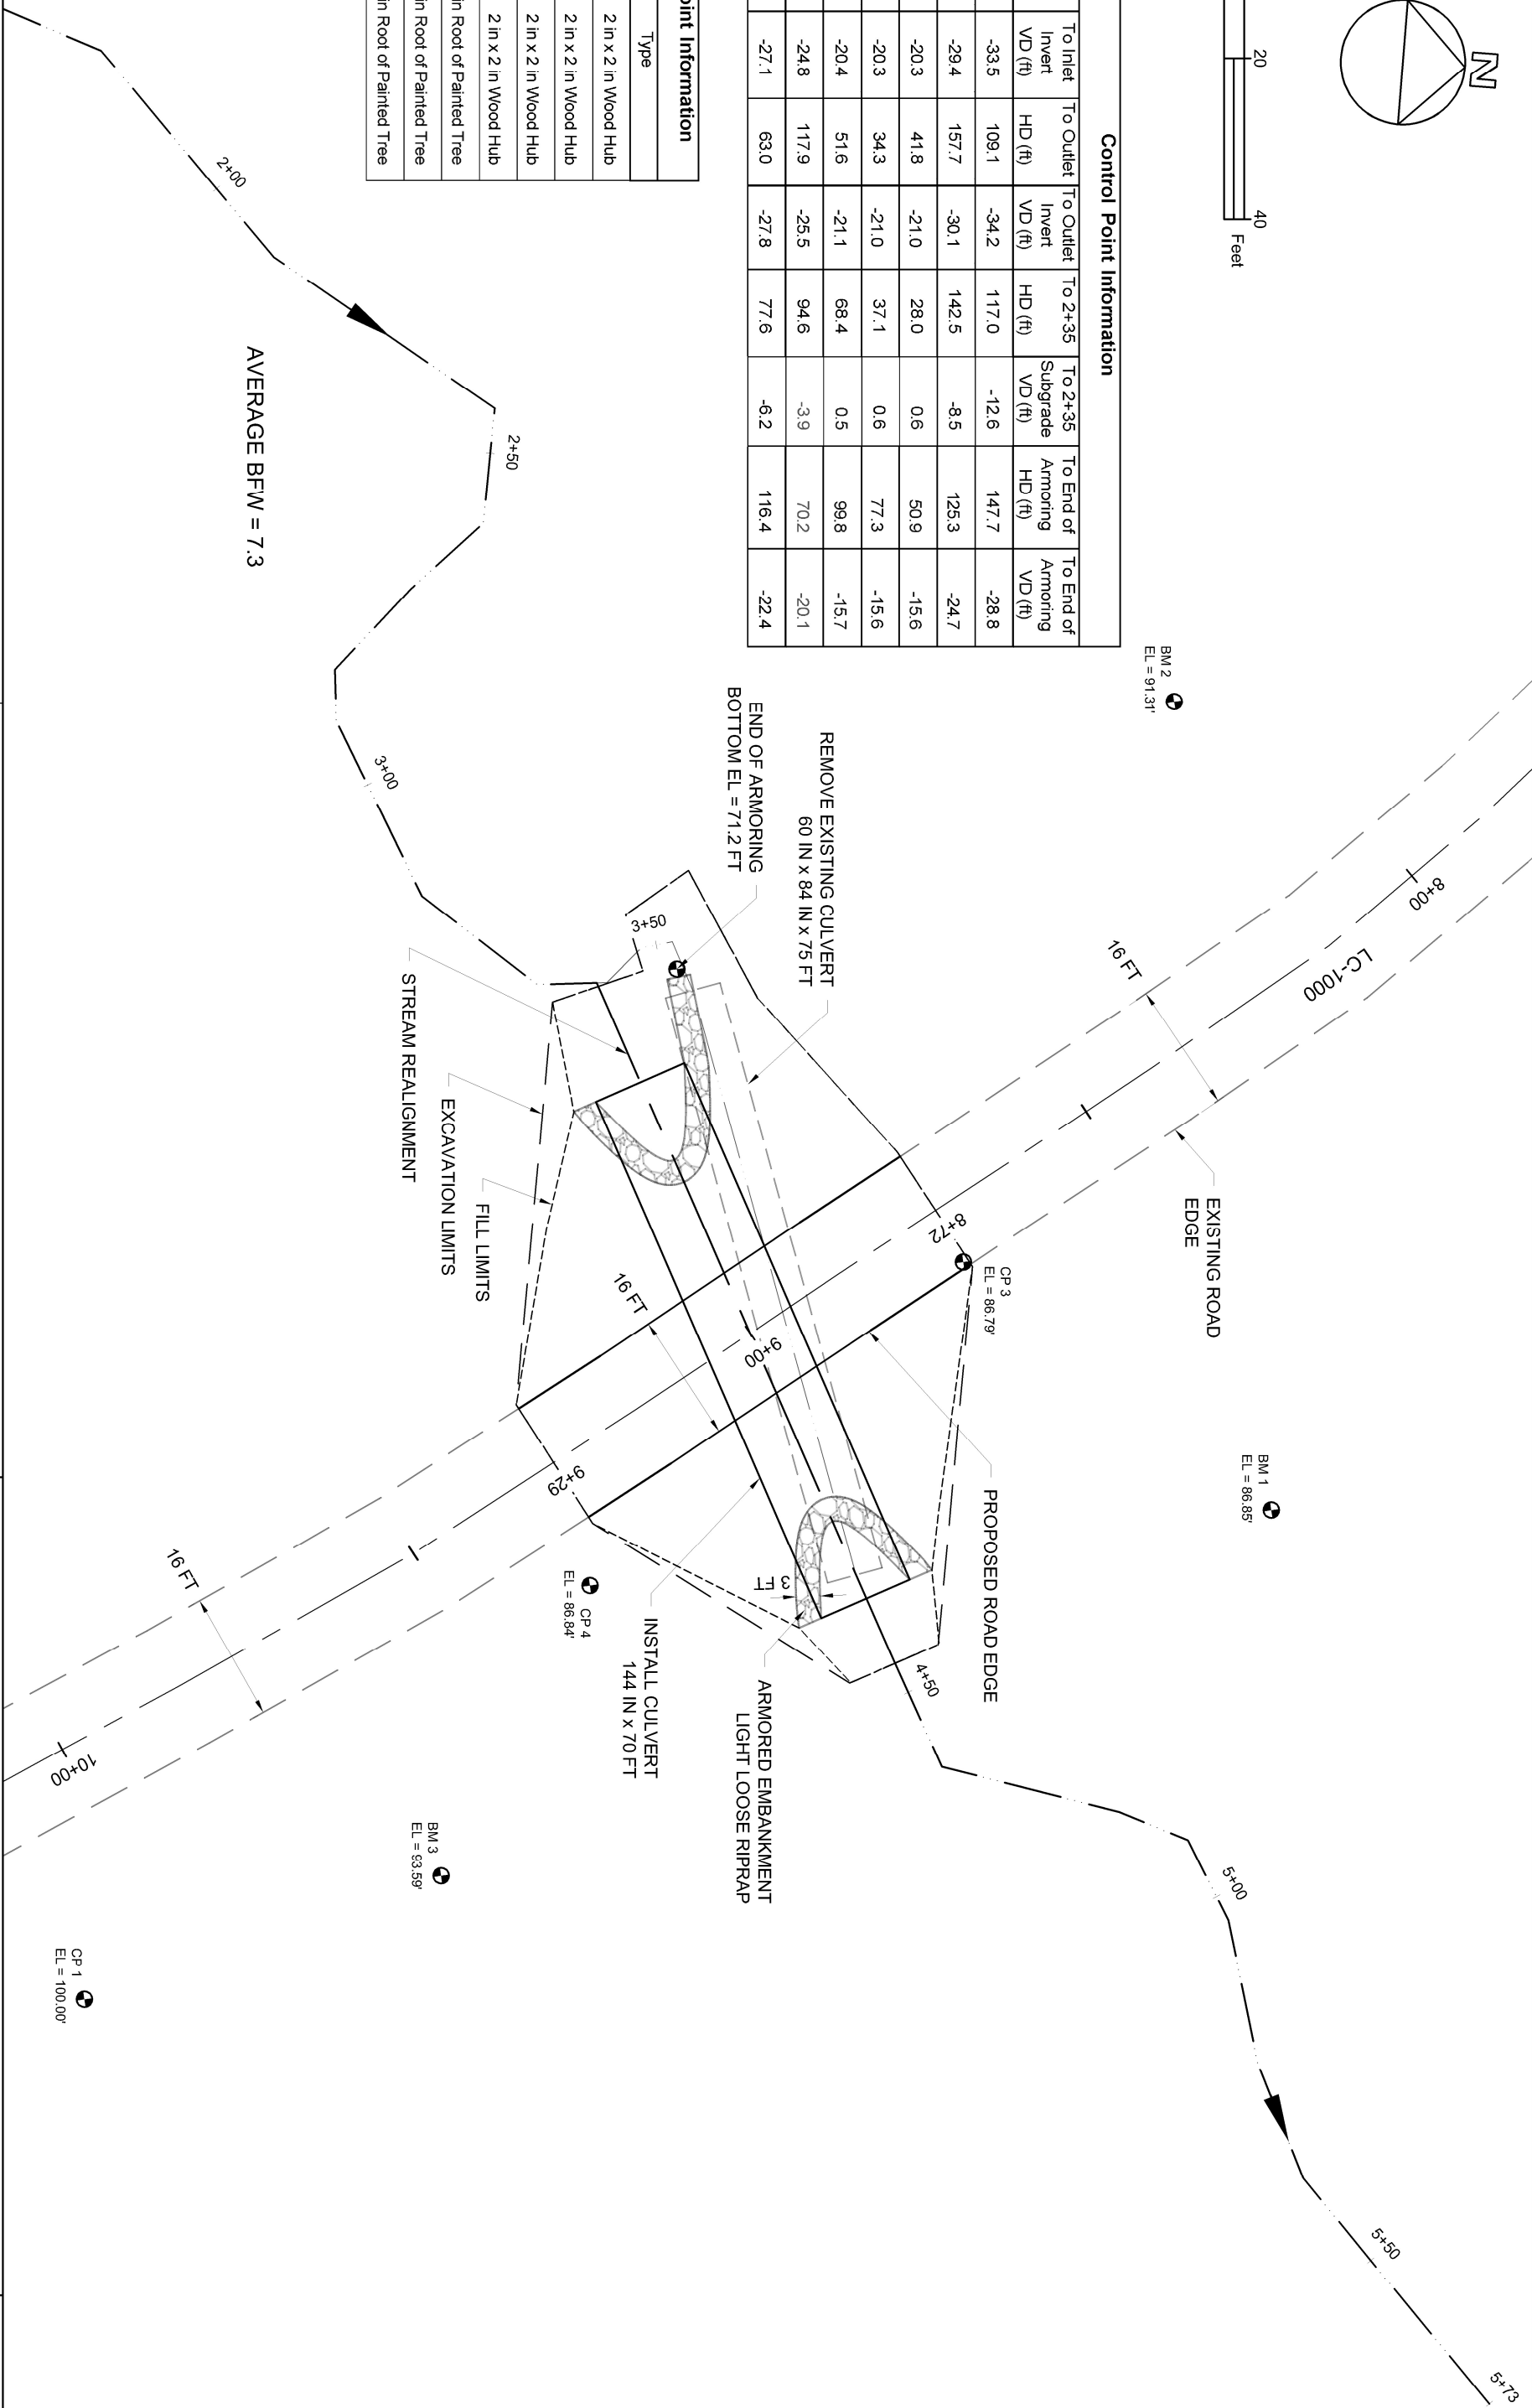 N
20
40
Feet
Control Point Information
To Inlet Invert VD (ft) | To Outlet HD (ft) | To Outlet Invert VD (ft) | To 2+35 HD (ft) | To 2+35 Subgrade VD (ft) | To End of Armoring HD (ft) | To End of Armoring VD (ft)
-33.5 109.1 -34.2 117.0 -12.6 147.7 -28.8
-29.4 157.7 -30.1 142.5 -8.5 125.3 -24.7
-20.3 41.8 -21.0 28.0 0.6 50.9 -15.6
-20.3 34.3 -21.0 37.1 0.6 77.3 -15.6
-20.4 51.6 -21.1 68.4 0.5 99.8 -15.7
-24.8 117.9 -25.5 94.6 -3.9 70.2 -20.1
-27.1 63.0 -27.8 77.6 -6.2 116.4 -22.4
oint Information
Type
2 in x 2 in Wood Hub
2 in x 2 in Wood Hub
2 in x 2 in Wood Hub
2 in x 2 in Wood Hub
in Root of Painted Tree
in Root of Painted Tree
in Root of Painted Tree
BM 2
EL = 91.31'
8+00
LC-1000
16 FT
EXISTING ROAD
EDGE
REMOVE EXISTING CULVERT
60 IN x 84 IN x 75 FT
END OF ARMORING
BOTTOM EL = 71.2 FT
8+72
CP 3
EL = 86.79'
BM 1
EL = 86.85'
2+00
AVERAGE BFW = 7.3
2+50
3+00
3+50
STREAM REALIGNMENT
EXCAVATION LIMITS
FILL LIMITS
16 FT
9+00
PROPOSED ROAD EDGE
9+29
3 FT
CP 4
EL = 86.84'
INSTALL CULVERT
144 IN x 70 FT
ARMORED EMBANKMENT
LIGHT LOOSE RIPRAP
4+50
16 FT
10+00
BM 3
EL = 93.59'
CP 1
EL = 100.00'
5+00
5+50
5+73